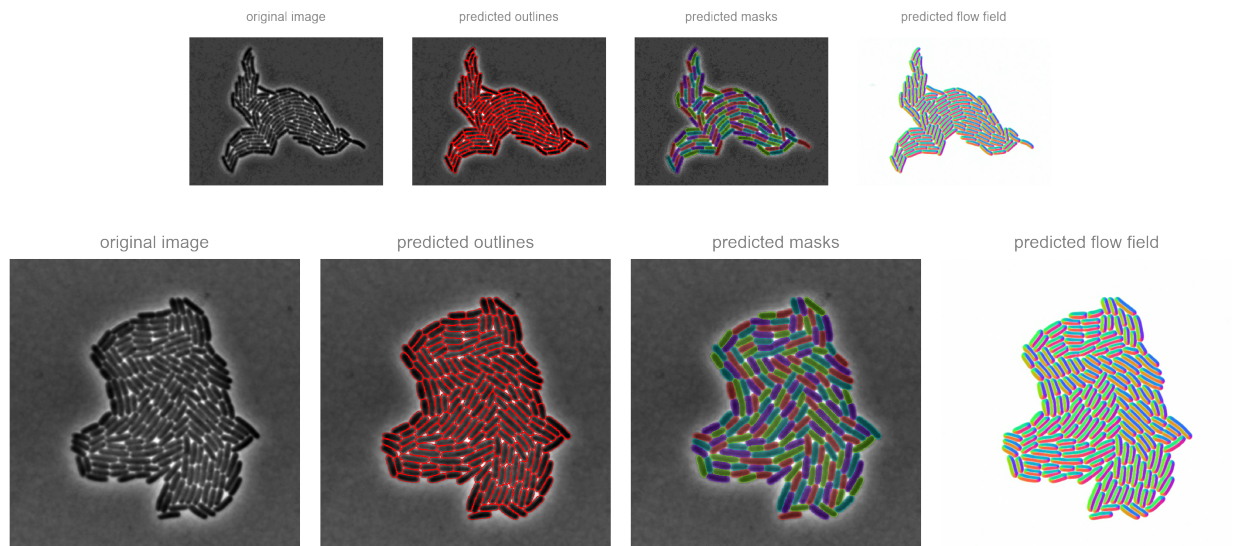 original image
predicted outlines
predicted masks
predicted flow field
original image
predicted outlines
predicted masks
predicted flow field